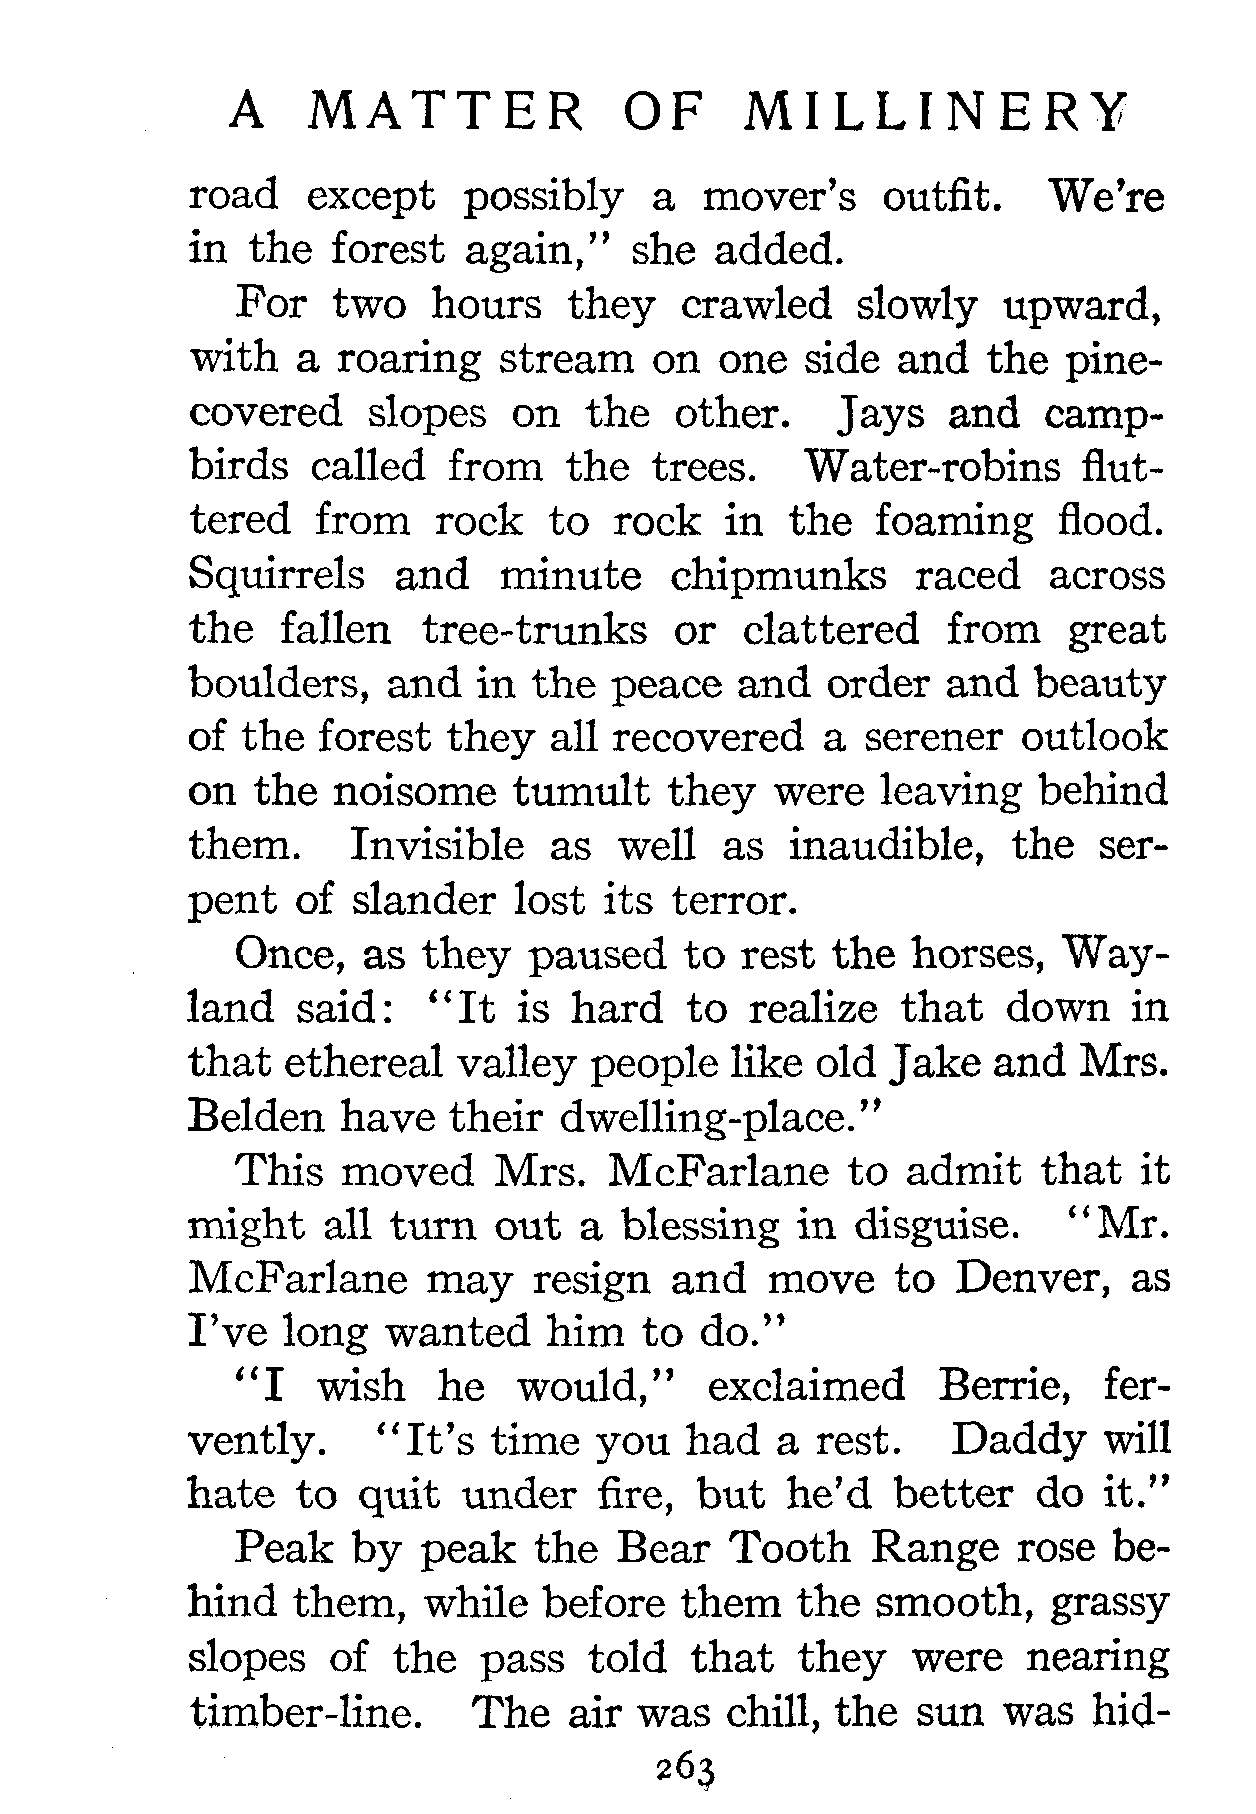 A MATTER OF MILLINERY
road except possibly a mover's outfit. We're
in the forest again," she added.
For two hours they crawled slowly upward,
with a roaring stream on one side and the pine-
covered slopes on the other. Jays and camp-
birds called from the trees. Water-robins flut-
tered from rock to rock in the foaming flood.
Squirrels and minute chipmunks raced across
the fallen tree-trunks or clattered from great
boulders, and in the peace and order and beauty
of the forest they all recovered a serener outlook
on the noisome tumult they were leaving behind
them. Invisible as well as inaudible, the ser-
pent of slander lost its terror.
Once, as they paused to rest the horses, Way-
land said: "It is hard to realize that down in
that ethereal valley people like old Jake and Mrs.
Belden have their dwelling-place."
This moved Mrs. McFarlane to admit that it
might all turn out a blessing in disguise. "Mr.
McFarlane may resign and move to Denver, as
I've long wanted him to do."
"I wish he would," exclaimed Berrie, fer-
vently. "It's time you had a rest. Daddy will
hate to quit under fire, but he'd better do it."
Peak by peak the Bear Tooth Range rose be-
hind them, while before them the smooth, grassy
slopes of the pass told that they were nearing
timber-line. The air was chill, the sun was hid-
263